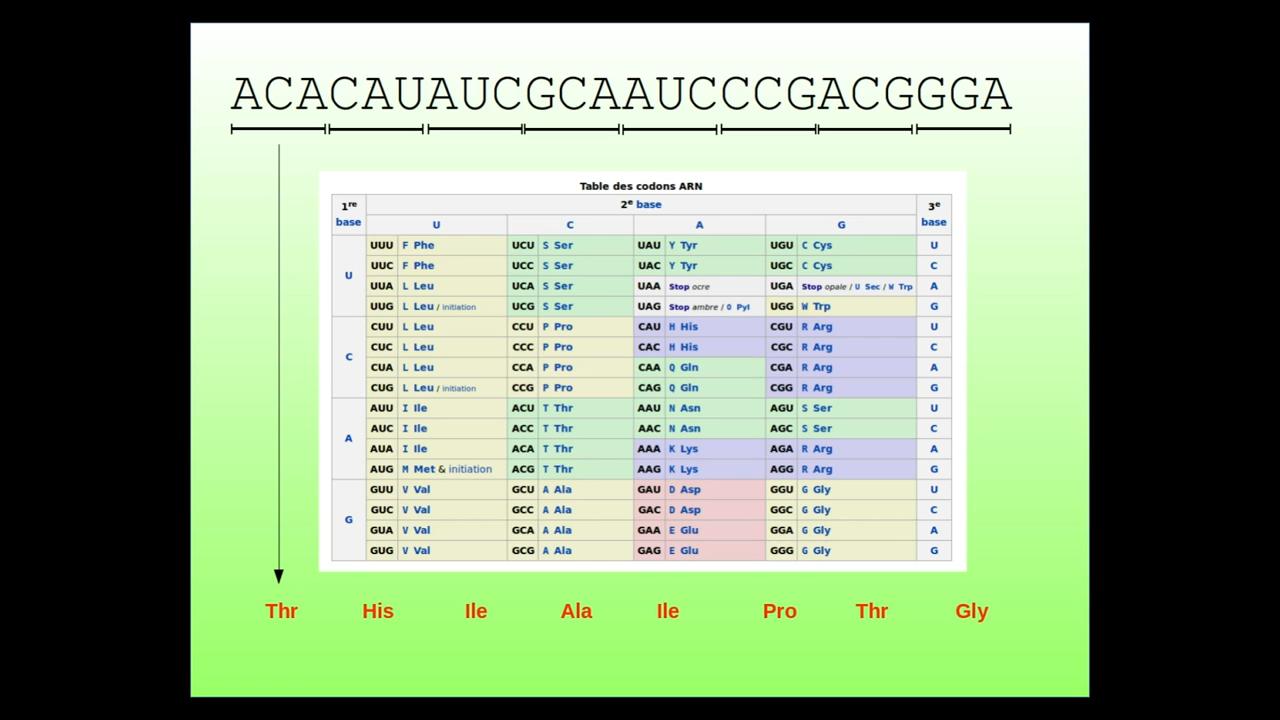 ACACAUAUCGCAAUCCCGACGGGA
Table des codons ARN
1re base 2e base 3e base
U C A G
U UUU F Phe UCU S Ser UAU Y Tyr UGU C Cys U
UUC F Phe UCC S Ser UAC Y Tyr UGC C Cys C
UUA L Leu UCA S Ser UAA Stop ocre UGA Stop opale / U Sec / W Trp A
UUG L Leu / initiation UCG S Ser UAG Stop ambre / O Pyl UGG W Trp G
C CUU L Leu CCU P Pro CAU H His CGU R Arg U
CUC L Leu CCC P Pro CAC H His CGC R Arg C
CUA L Leu CCA P Pro CAA Q Gln CGA R Arg A
CUG L Leu / initiation CCG P Pro CAG Q Gln CGG R Arg G
A AUU I Ile ACU T Thr AAU N Asn AGU S Ser U
AUC I Ile ACC T Thr AAC N Asn AGC S Ser C
AUA I Ile ACA T Thr AAA K Lys AGA R Arg A
AUG M Met & initiation ACG T Thr AAG K Lys AGG R Arg G
G GUU V Val GCU A Ala GAU D Asp GGU G Gly U
GUC V Val GCC A Ala GAC D Asp GGC G Gly C
GUA V Val GCA A Ala GAA E Glu GGA G Gly A
GUG V Val GCG A Ala GAG E Glu GGG G Gly G
Thr His Ile Ala Ile Pro Thr Gly